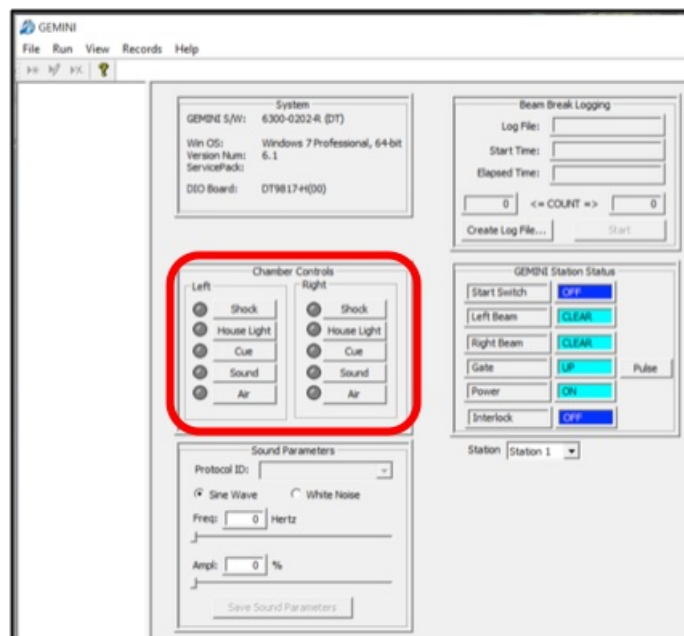 GEMINI
File Run View Records Help
System
GEMINI S/W: 6300-0202-R (DT)
Win OS: Windows 7 Professional, 64-bit
Version Num: 6.1
ServicePack:
DIO Board: DT9817-H(00)
Beam Break Logging
Log File:
Start Time:
Elapsed Time:
0 <= COUNT => 0
Create Log File... Start
Chamber Controls
Left Right
Shock Shock
House Light House Light
Cue Cue
Sound Sound
Air Air
GEMINI Station Status
Start Switch OFF
Left Beam CLEAR
Right Beam CLEAR
Gate UP Pulse
Power ON
Interlock OFF
Station Station 1
Sound Parameters
Protocol ID:
Sine Wave White Noise
Freq: 0 Hertz
Ampl: 0 %
Save Sound Parameters